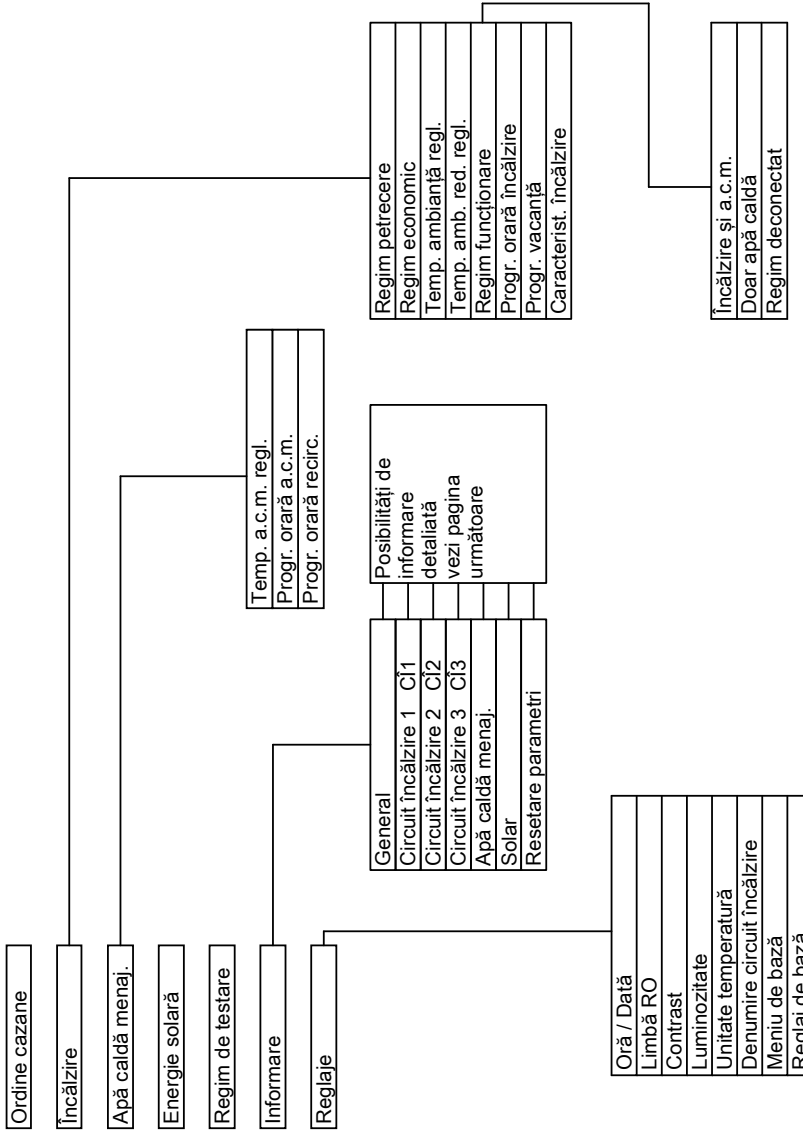 Ordine cazane
Încălzire
Apă caldă menaj.
Energie solară
Regim de testare
Informare
Reglaje
Temp. a.c.m. regl.
Progr. orară a.c.m.
Progr. orară recirc.
Regim petrecere
Regim economic
Temp. ambianță regl.
Temp. amb. red. regl.
Regim funcționare
Progr. orară încălzire
Progr. vacanță
Caracterist. încălzire
Încălzire și a.c.m.
Doar apă caldă
Regim deconectat
General
Circuit încălzire 1 CÎ1
Circuit încălzire 2 CÎ2
Circuit încălzire 3 CÎ3
Apă caldă menaj.
Solar
Resetare parametri
Posibilități de
informare
detaliată
vezi pagina
următoare
Oră / Dată
Limbă RO
Contrast
Luminozitate
Unitate temperatură
Denumire circuit încălzire
Meniu de bază
Reglaj de bază